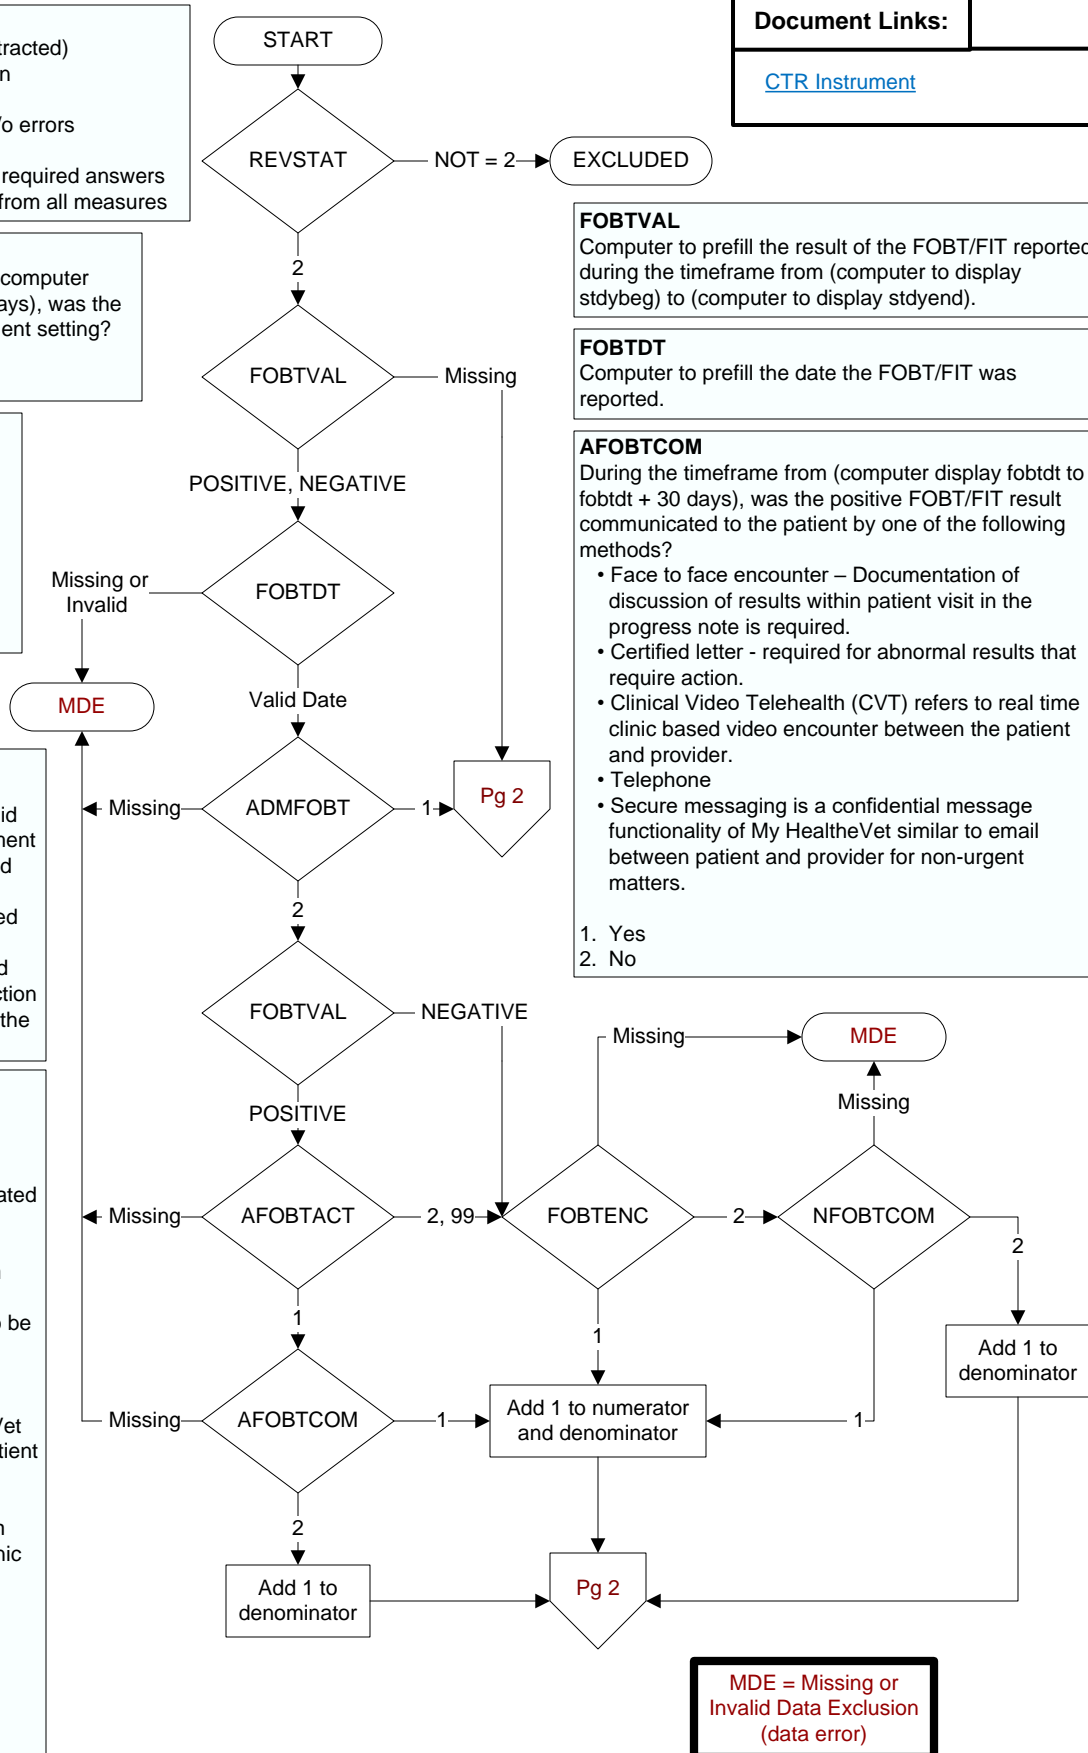 tracted)
n
/o errors
required answers
from all measures
computer
ays), was the
ent setting?
START
Document Links:
CTR Instrument
REVSTAT
NOT = 2
EXCLUDED
2
FOBTVAL
Computer to prefill the result of the FOBT/FIT reported
during the timeframe from (computer to display
stdybeg) to (computer to display stdyend).
FOBTVAL
Missing
FOBTDT
Computer to prefill the date the FOBT/FIT was
reported.
POSITIVE, NEGATIVE
AFOBTCOM
During the timeframe from (computer display fobtdt to
fobtdt + 30 days), was the positive FOBT/FIT result
communicated to the patient by one of the following
methods?
• Face to face encounter – Documentation of
discussion of results within patient visit in the
progress note is required.
• Certified letter - required for abnormal results that
require action.
• Clinical Video Telehealth (CVT) refers to real time
clinic based video encounter between the patient
and provider.
• Telephone
• Secure messaging is a confidential message
functionality of My HealtheVet similar to email
between patient and provider for non-urgent
matters.
1. Yes
2. No
FOBTDT
Missing or
Invalid
MDE
Valid Date
ADMFOBT
Missing
1
Pg 2
id
nent
d
ed
d
ction
the
2
FOBTVAL
NEGATIVE
Missing
MDE
Missing
POSITIVE
AFOBTACT
Missing
2, 99
FOBTENC
2
NFOBTCOM
2
ated
n
o be
Vet
tient
n
nic
1
1
Add 1 to
denominator
AFOBTCOM
Missing
1
Add 1 to numerator
and denominator
1
2
Add 1 to
denominator
Pg 2
MDE = Missing or
Invalid Data Exclusion
(data error)